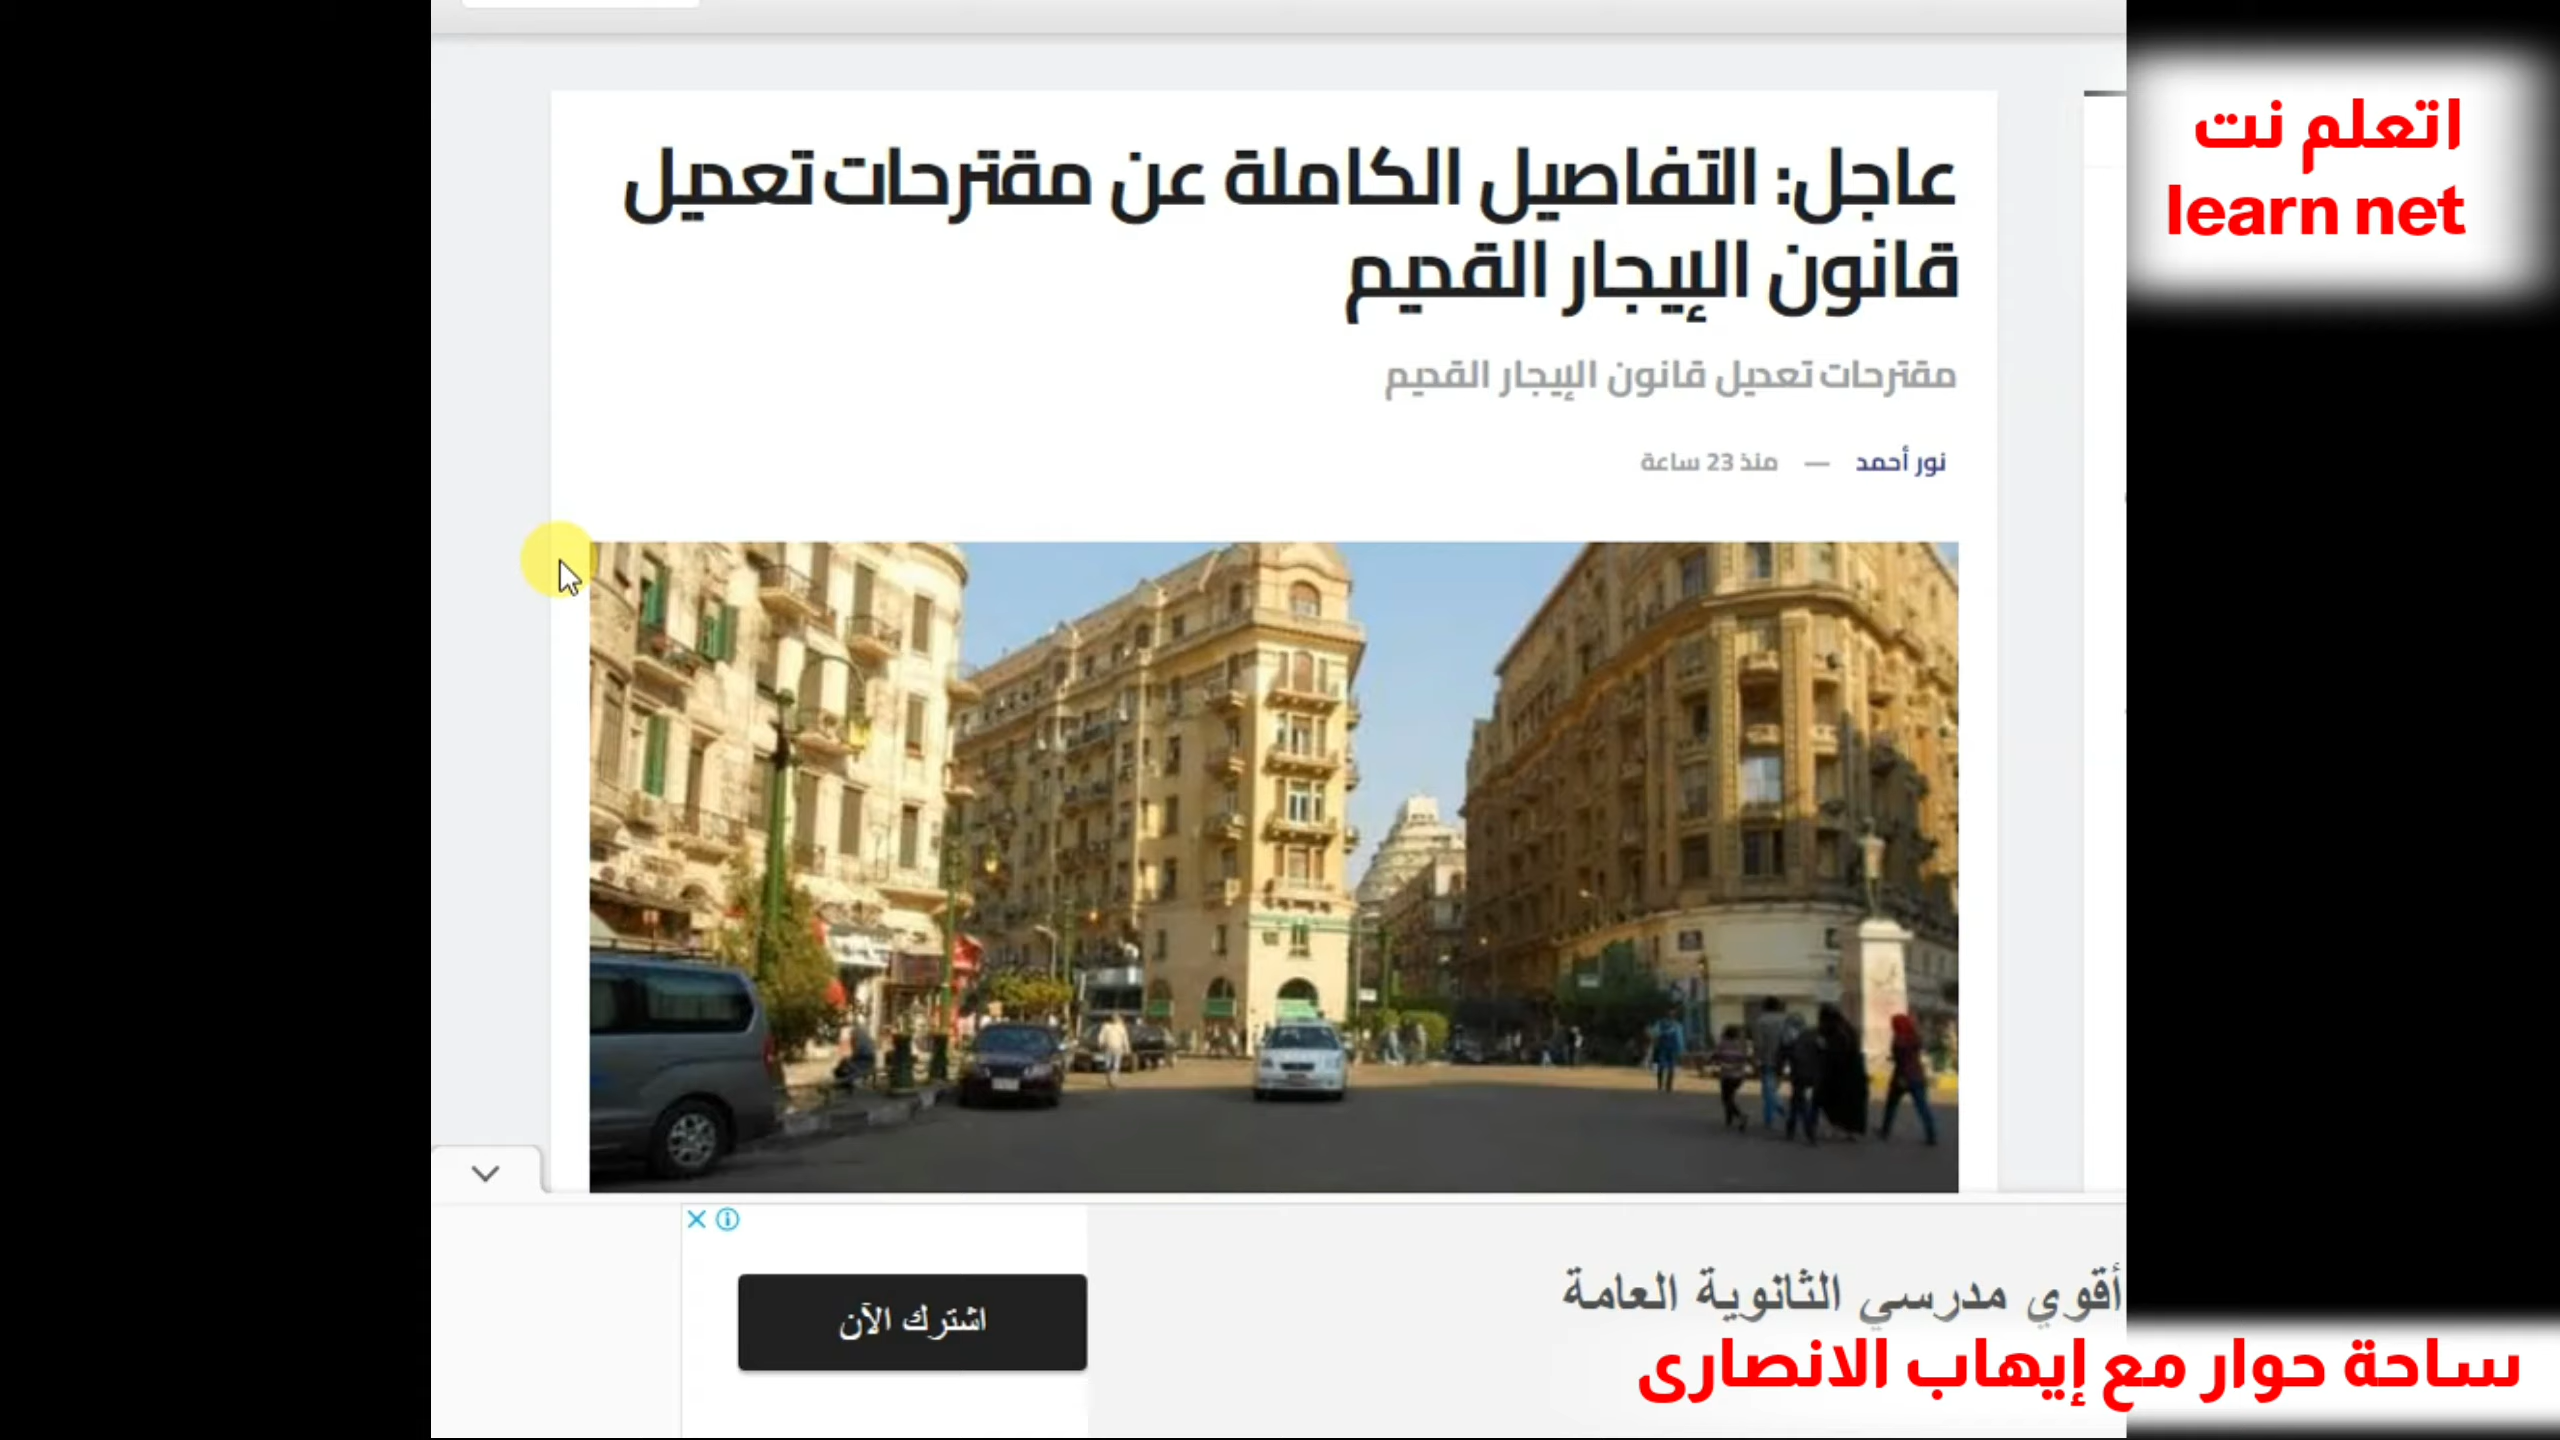 اتعلم نت
learn net
عاجل: التفاصيل الكاملة عن مقترحات تعديل
قانون الإيجار القديم
مقترحات تعديل قانون الإيجار القديم
نور أحمد — منذ 23 ساعة
أقوي مدرسي الثانوية العامة
اشترك الآن
ساحة حوار مع إيهاب الانصارى